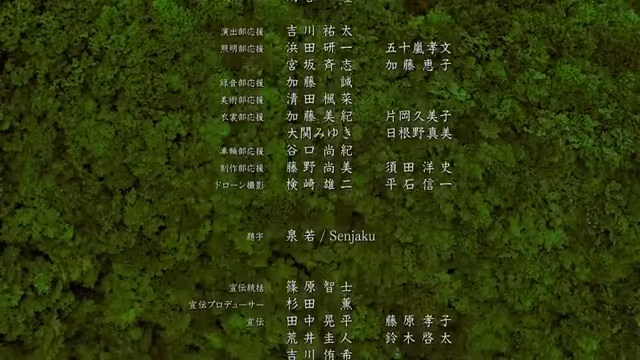 演出部応援 吉川祐太
照明部応援 浜田研一 五十嵐孝文
宮坂斉志 加藤恵子
録音部応援 加藤誠
美術部応援 清田楓菜
衣裳部応援 加藤美紀 片岡久美子
大関みゆき 日根野真美
車輌部応援 谷口尚紀
制作部応援 藤野尚美 須田洋史
ドローン撮影 検崎雄二 平石信一
題字 泉若 / Senjaku
宣伝統括 篠原智士
宣伝プロデューサー 杉田薫
宣伝 田中晃平 藤原孝子
荒井圭人 鈴木啓太
吉川侑希